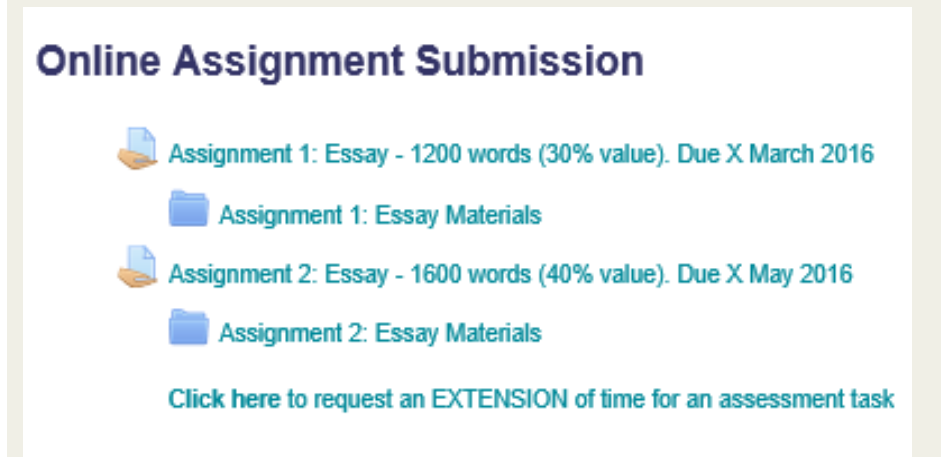 Online Assignment Submission
Assignment 1: Essay - 1200 words (30% value). Due X March 2016
Assignment 1: Essay Materials
Assignment 2: Essay - 1600 words (40% value). Due X May 2016
Assignment 2: Essay Materials
Click here to request an EXTENSION of time for an assessment task